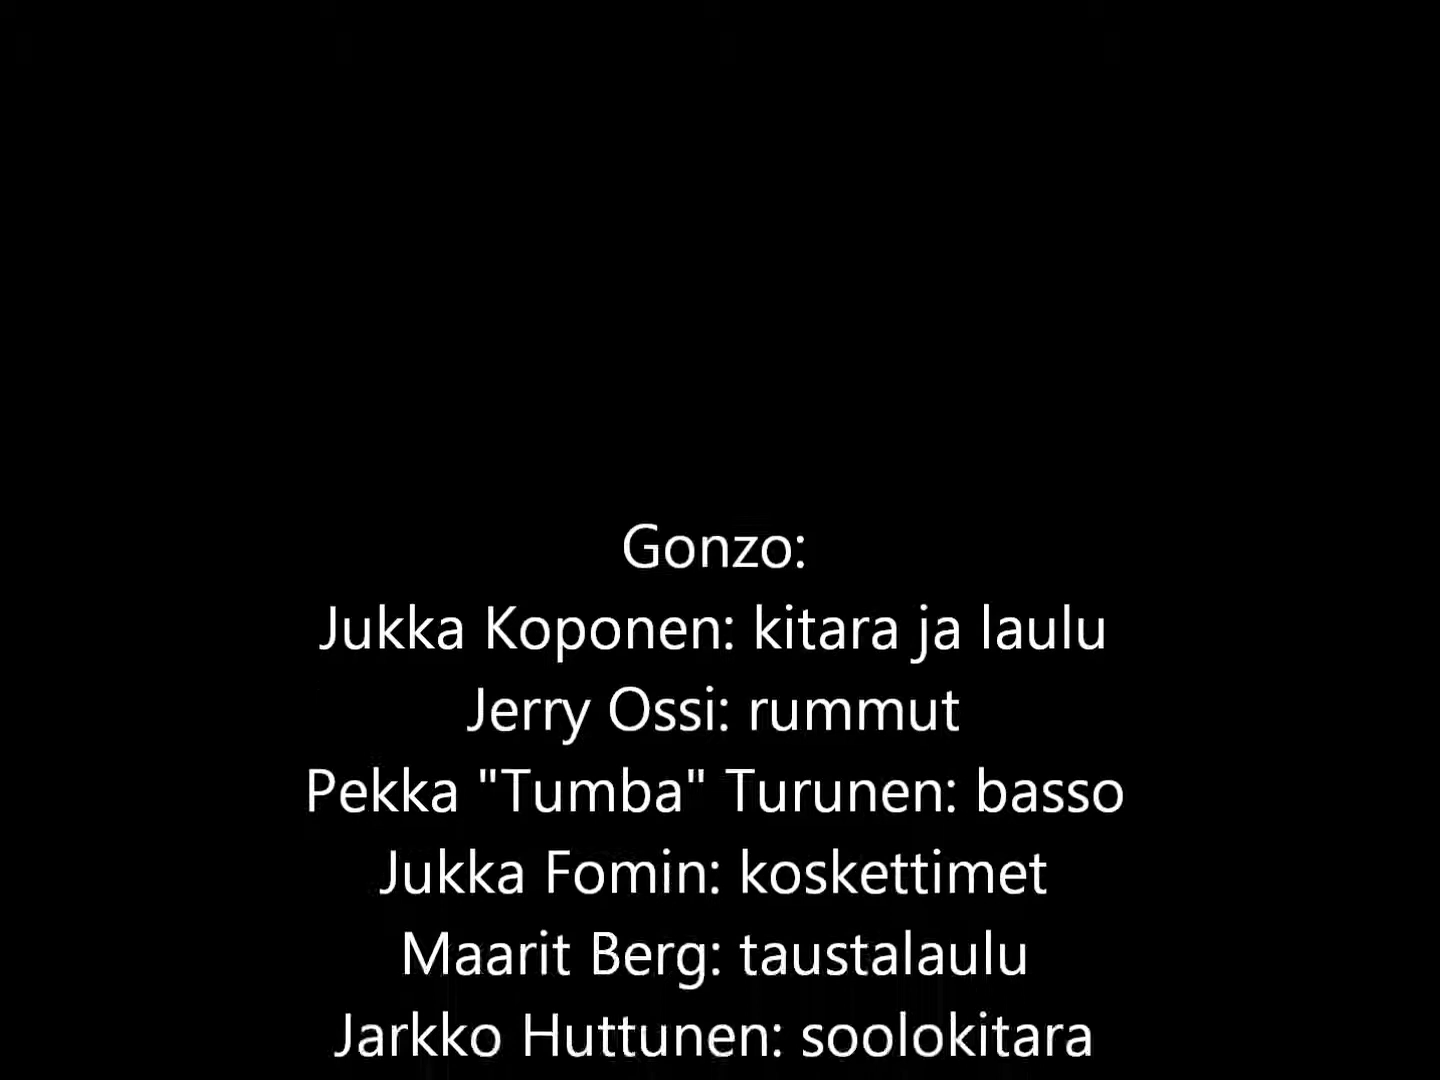 Gonzo:
Jukka Koponen: kitara ja laulu
Jerry Ossi: rummut
Pekka "Tumba" Turunen: basso
Jukka Fomin: koskettimet
Maarit Berg: taustalaulu
Jarkko Huttunen: soolokitara